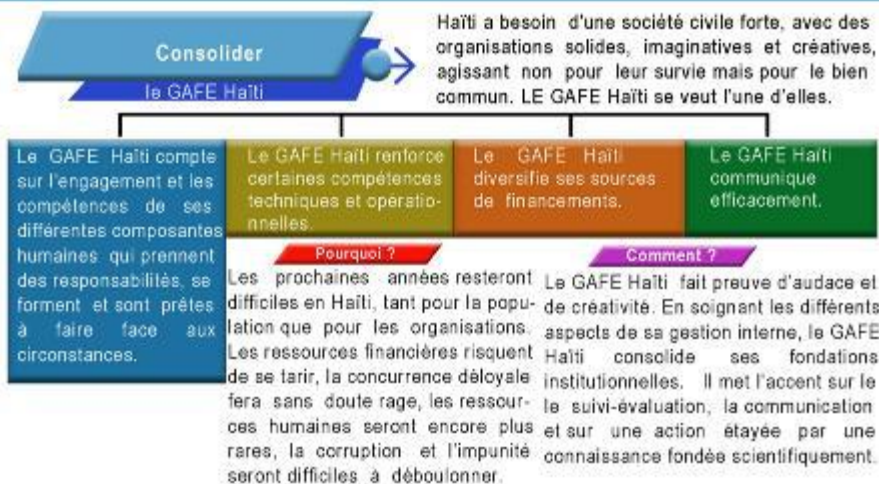 Consolider
le GAFE Haïti
Haïti a besoin d'une société civile forte, avec des
organisations solides, imaginatives et créatives,
agissant non pour leur survie mais pour le bien
commun. LE GAFE Haïti se veut l'une d'elles.
Le GAFE Haïti compte
sur l'engagement et les
compétences de ses
différentes composantes
humaines qui prennent
des responsabilités, se
forment et sont prêtes
à faire face aux
circonstances.
Le GAFE Haïti renforce
certaines compétences
techniques et opératio-
nnelles.
Le GAFE Haïti
diversifie ses sources
de financements.
Le GAFE Haïti
communique
efficacement.
Pourquoi ?
Les prochaines années resteront
difficiles en Haïti, tant pour la popu-
lation que pour les organisations.
Les ressources financières risquent
de se tarir, la concurrence déloyale
fera sans doute rage, les ressour-
ces humaines seront encore plus
rares, la corruption et l'impunité
seront difficiles à déboulonner.
Comment ?
Le GAFE Haïti fait preuve d'audace et
de créativité. En soignant les différents
aspects de sa gestion interne, le GAFE
Haïti consolide ses fondations
institutionnelles. Il met l'accent sur le
le suivi-évaluation, la communication
et sur une action étayée par une
connaissance fondée scientifiquement.